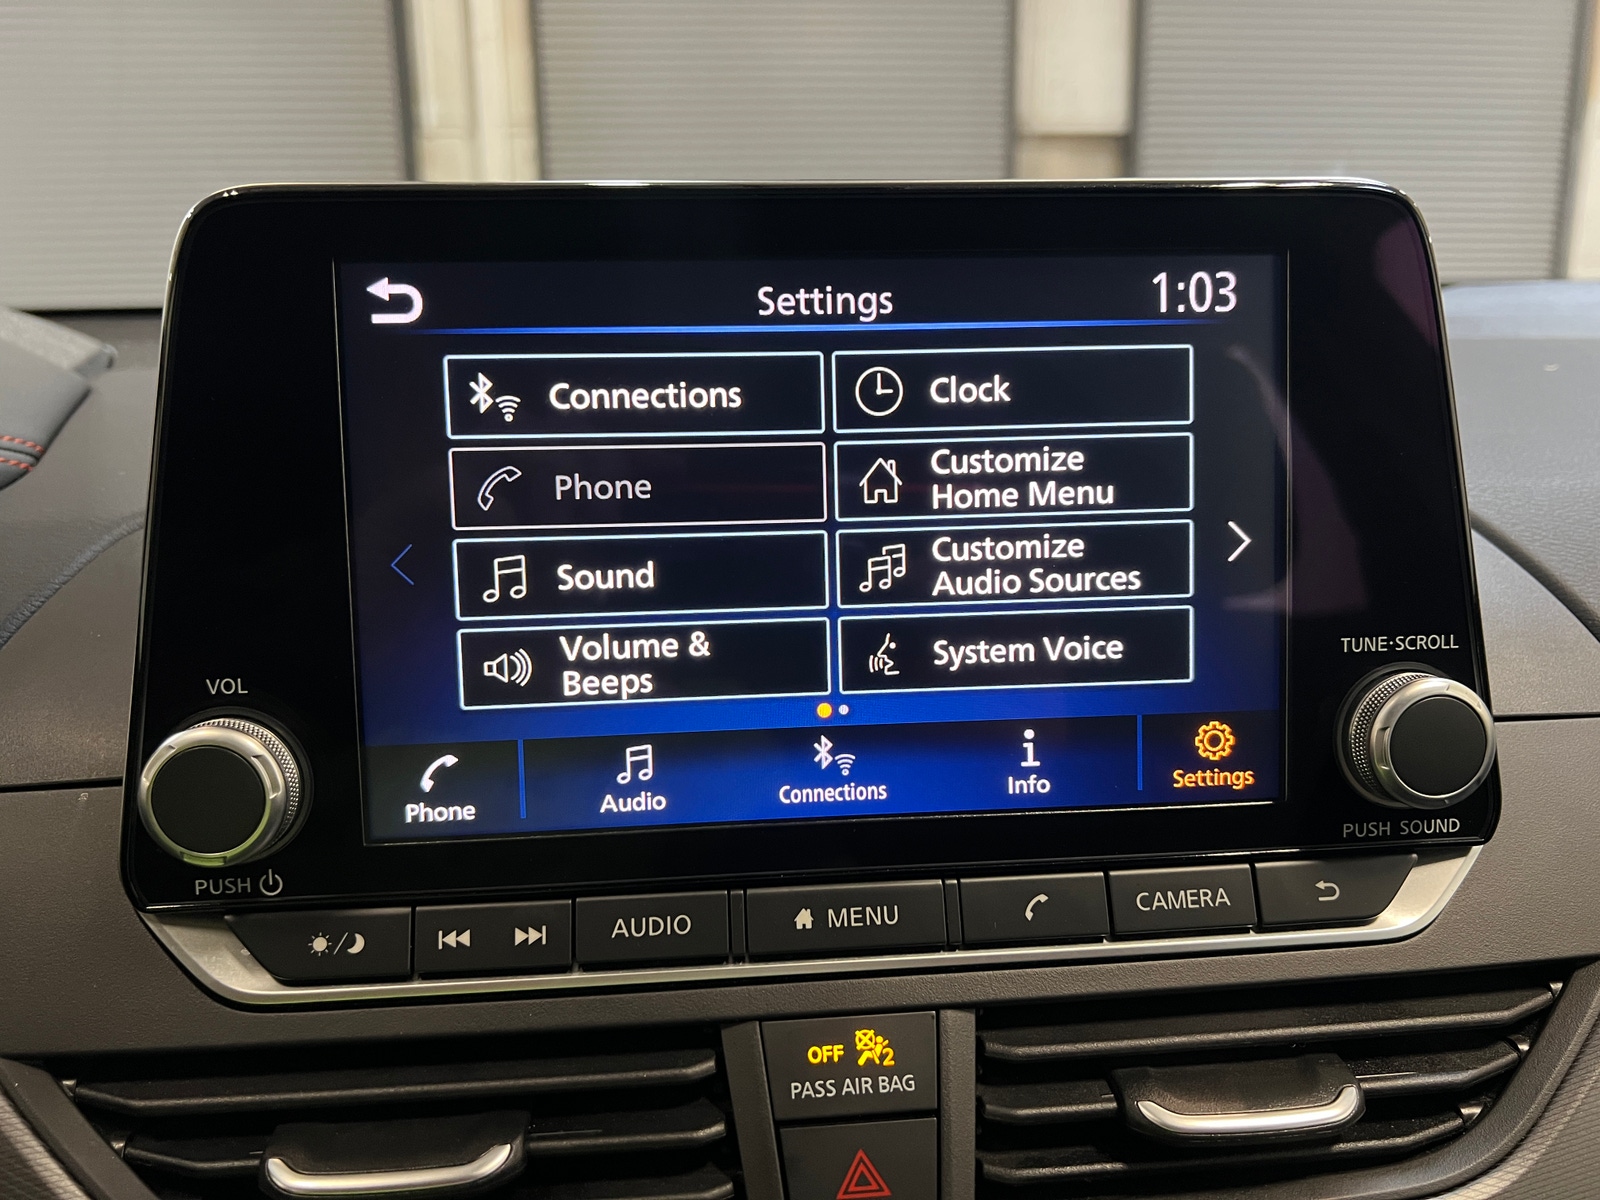 Settings
1:03
Connections
Clock
Phone
Customize
Home Menu
Sound
Customize
Audio Sources
Volume &
Beeps
System Voice
Phone
Audio
Connections
Info
Settings
VOL
PUSH
TUNE·SCROLL
PUSH SOUND
AUDIO
MENU
CAMERA
OFF 2
PASS AIR BAG